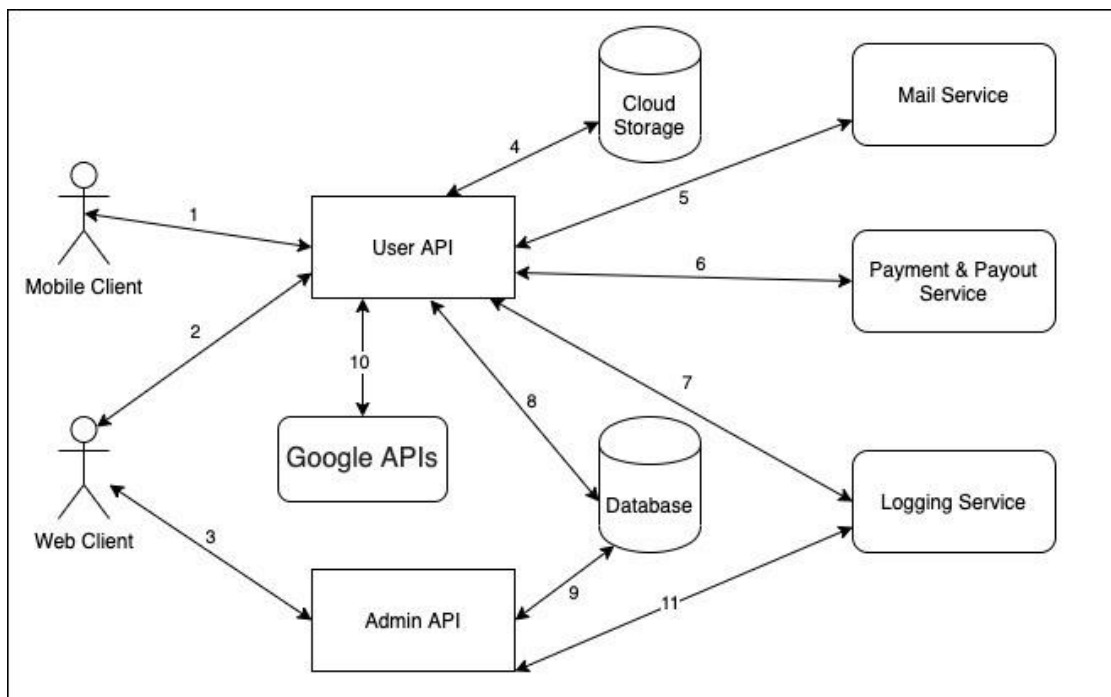 Cloud
Storage
Mail Service
4
5
Mobile Client
1
User API
6
Payment & Payout
Service
2
10
7
8
Google APIs
Web Client
Database
Logging Service
3
9
11
Admin API